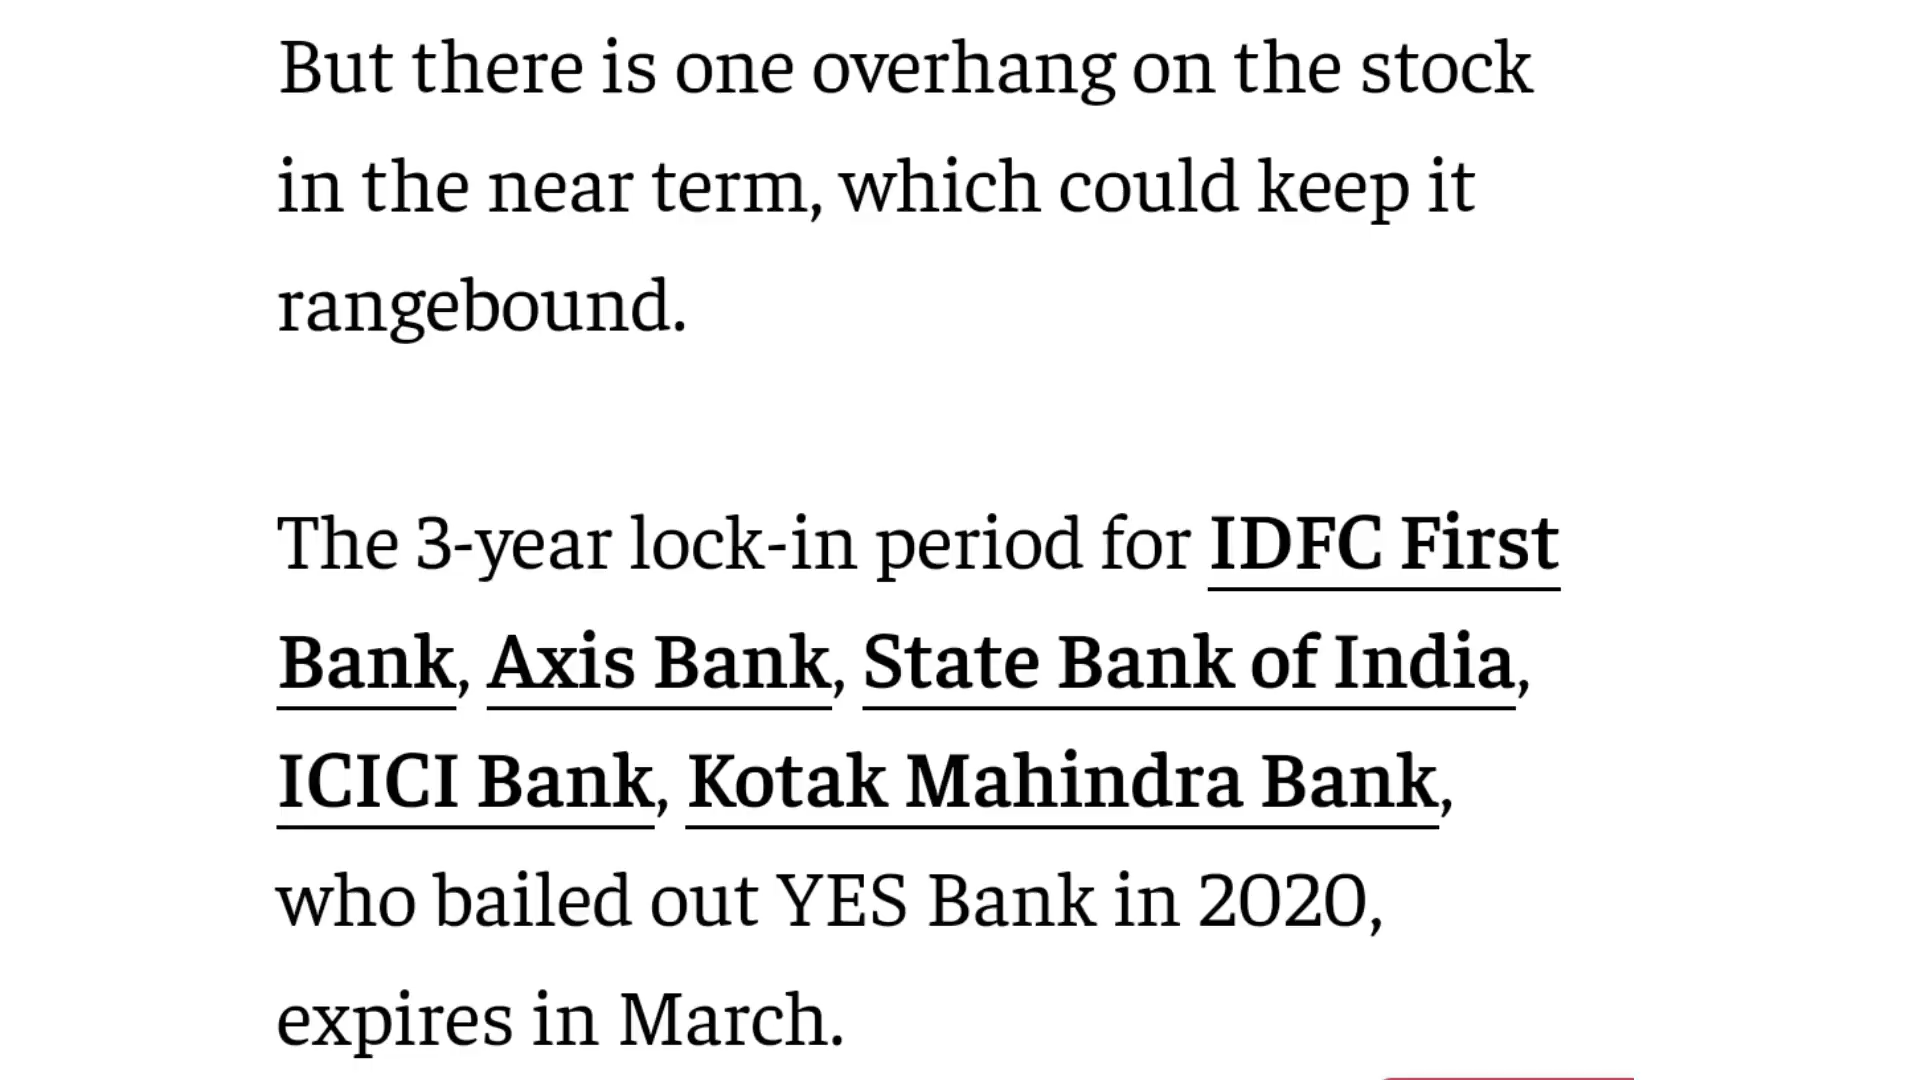 But there is one overhang on the stock
in the near term, which could keep it
rangebound.
The 3-year lock-in period for IDFC First
Bank, Axis Bank, State Bank of India,
ICICI Bank, Kotak Mahindra Bank,
who bailed out YES Bank in 2020,
expires in March.